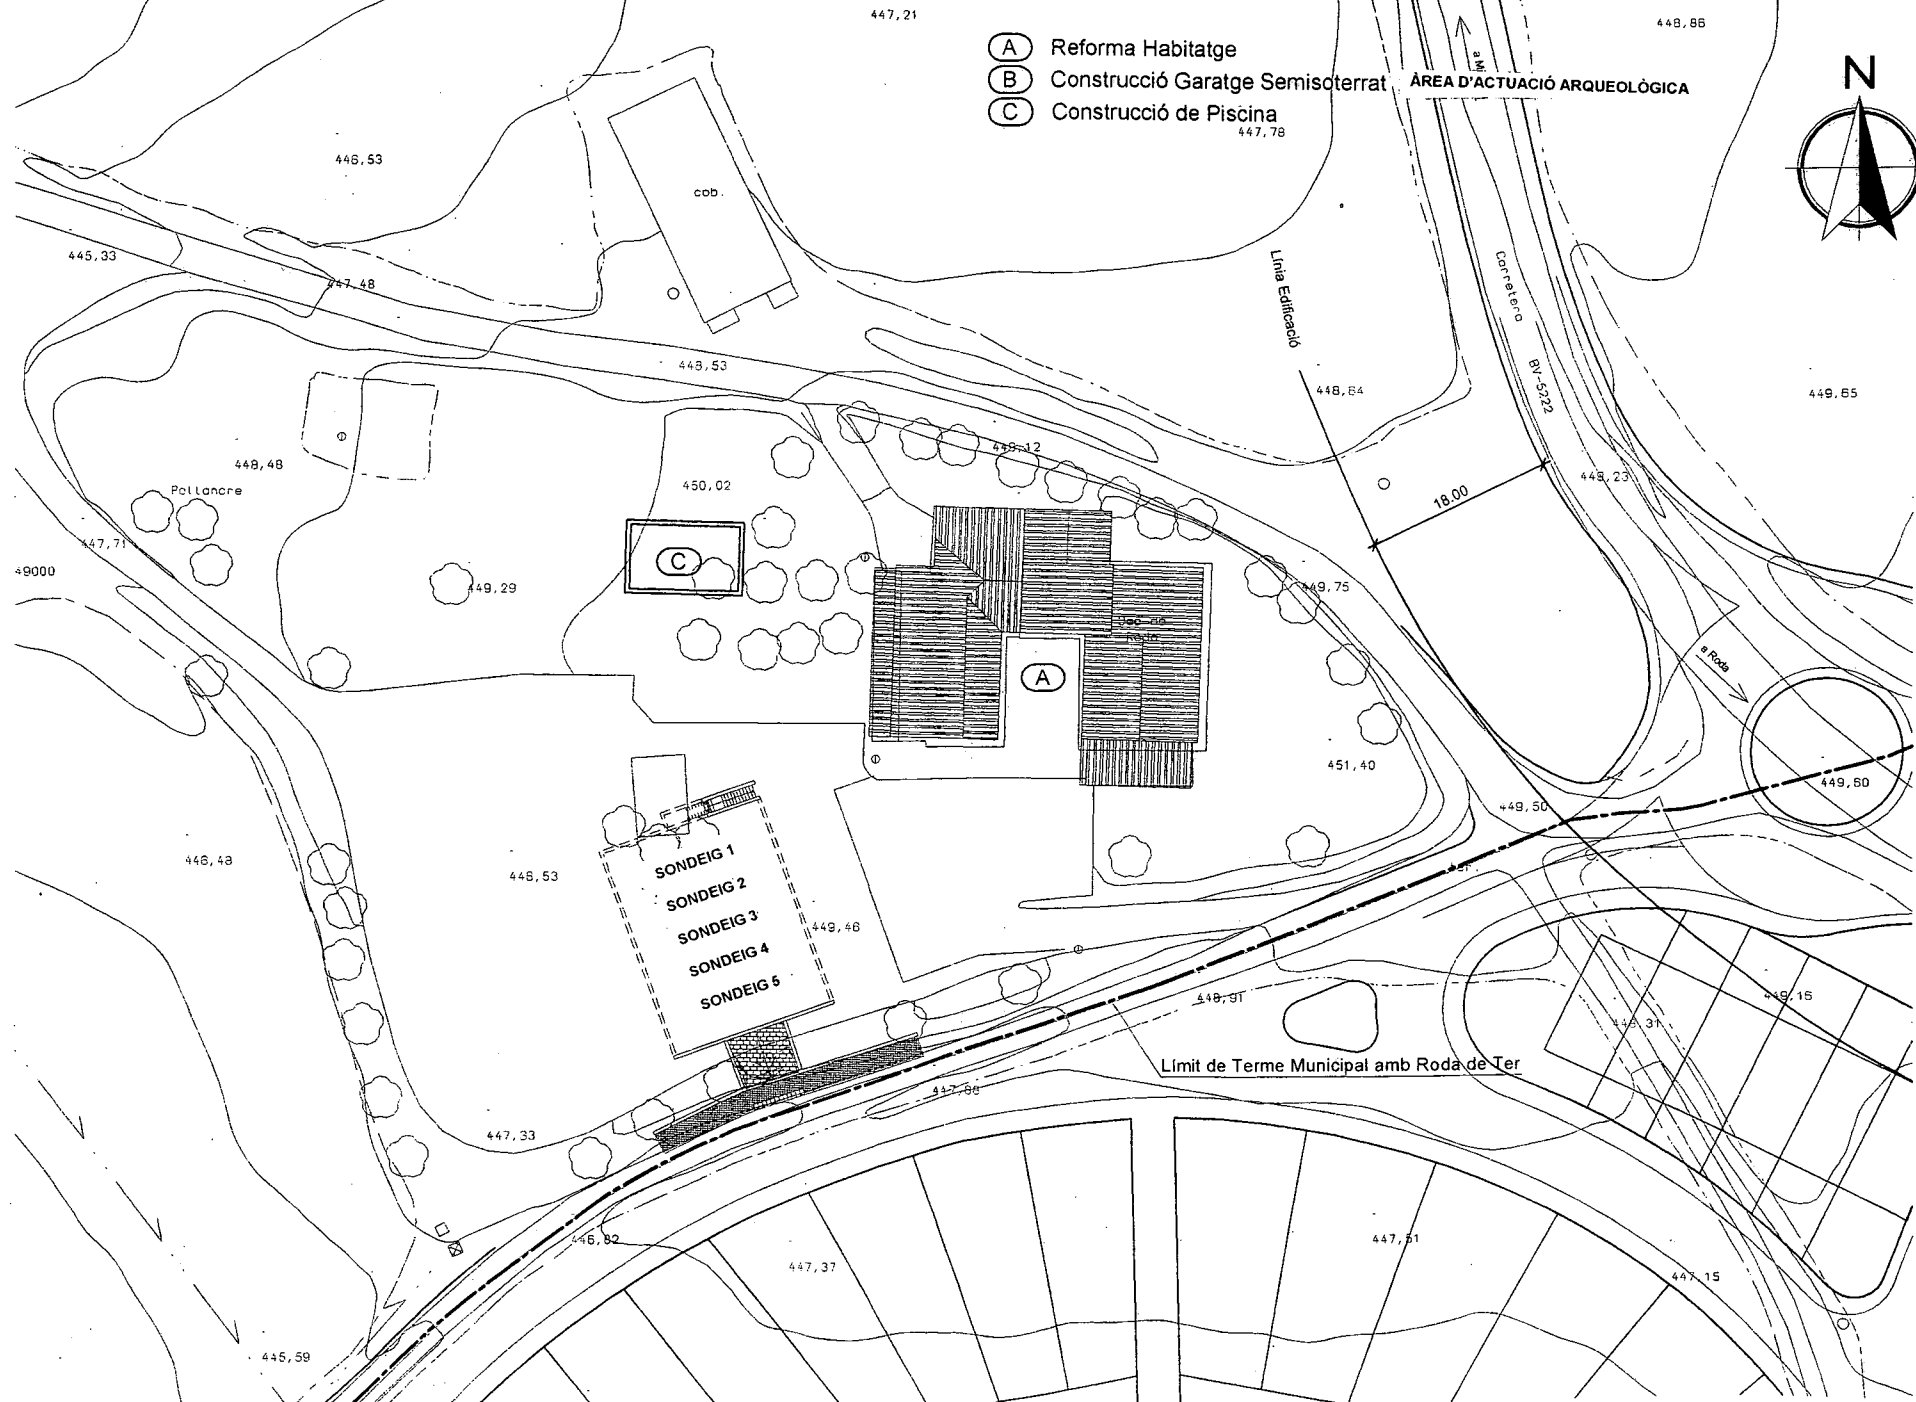 447,21
448,86
A Reforma Habitatge
B Construcció Garatge Semisoterrat ÀREA D'ACTUACIÓ ARQUEOLÒGICA
C Construcció de Piscina
447,78
N
446,53
cob.
445,33
447,48
Línia Edificació
Carretera
BV-5222
448,53
448,64
449,65
448,48
Pollancre
450,02
449,12
449,23
18.00
447,71
49000
C
449,29
449,75
A
a Roda
451,40
449,60
449,50
446,48
448,53
SONDEIG 1
SONDEIG 2
SONDEIG 3
SONDEIG 4
SONDEIG 5
449,46
448,91
449,16
Límit de Terme Municipal amb Roda de Ter
447,33
446,82
447,37
447,51
447,15
445,59